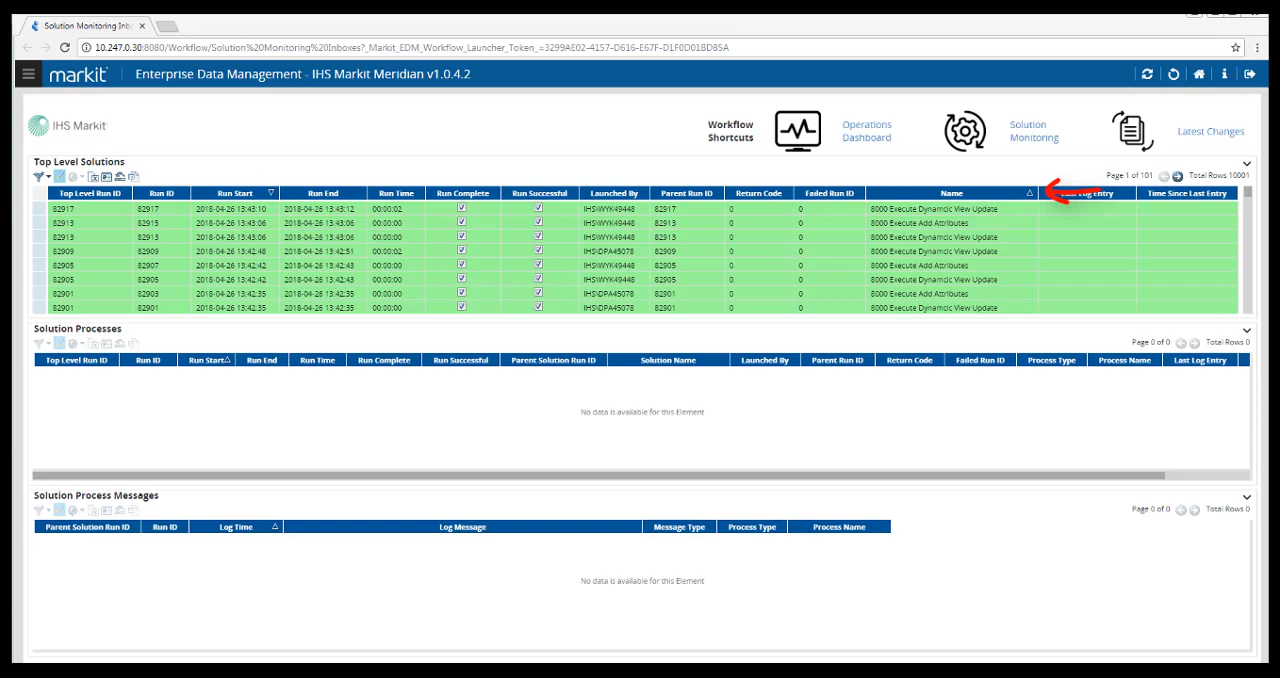 Solution Monitoring Inb
10.247.0.30:8080/Workflow/Solution%20Monitoring%20Inboxes?_Markit_EDM_Workflow_Launcher_Token_=3299AE02-4157-D616-E67F-D1F0D01BD85A
markit Enterprise Data Management - IHS Markit Meridian v1.0.4.2
IHS Markit
Workflow Shortcuts
Operations Dashboard
Solution Monitoring
Latest Changes
Top Level Solutions
Page 1 of 101 Total Rows 10001
Top Level Run ID Run ID Run Start Run End Run Time Run Complete Run Successful Launched By Parent Run ID Return Code Failed Run ID Name Log Entry Time Since Last Entry
82917 82917 2018-04-26 13:43:10 2018-04-26 13:43:12 00:00:02 IHS\WYK49448 82917 0 0 8000 Execute Dynamcic View Update
82913 82915 2018-04-26 13:43:06 2018-04-26 13:43:06 00:00:00 IHS\WYK49448 82913 0 0 8000 Execute Add Attributes
82913 82913 2018-04-26 13:43:06 2018-04-26 13:43:06 00:00:00 IHS\WYK49448 82913 0 0 8000 Execute Dynamcic View Update
82909 82909 2018-04-26 13:42:48 2018-04-26 13:42:51 00:00:02 IHS\DPA45078 82909 0 0 8000 Execute Dynamcic View Update
82905 82907 2018-04-26 13:42:42 2018-04-26 13:42:43 00:00:00 IHS\WYK49448 82905 0 0 8000 Execute Add Attributes
82905 82905 2018-04-26 13:42:42 2018-04-26 13:42:43 00:00:00 IHS\WYK49448 82905 0 0 8000 Execute Dynamcic View Update
82901 82903 2018-04-26 13:42:35 2018-04-26 13:42:35 00:00:00 IHS\DPA45078 82901 0 0 8000 Execute Add Attributes
82901 82901 2018-04-26 13:42:35 2018-04-26 13:42:35 00:00:00 IHS\DPA45078 82901 0 0 8000 Execute Dynamcic View Update
Solution Processes
Page 0 of 0 Total Rows 0
Top Level Run ID Run ID Run Start Run End Run Time Run Complete Run Successful Parent Solution Run ID Solution Name Launched By Parent Run ID Return Code Failed Run ID Process Type Process Name Last Log Entry
No data is available for this Element
Solution Process Messages
Page 0 of 0 Total Rows 0
Parent Solution Run ID Run ID Log Time Log Message Message Type Process Type Process Name
No data is available for this Element